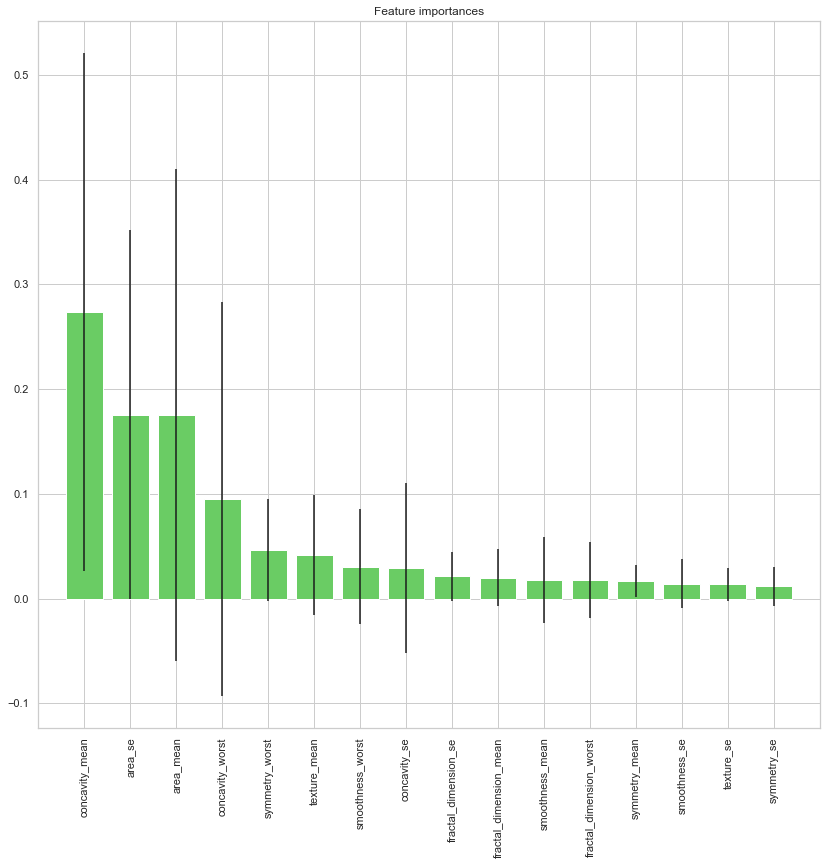 Feature importances
0.5
0.4
0.3
0.2
0.1
0.0
−0.1
concavity_mean
area_se
area_mean
concavity_worst
symmetry_worst
texture_mean
smoothness_worst
concavity_se
fractal_dimension_se
fractal_dimension_mean
smoothness_mean
fractal_dimension_worst
symmetry_mean
smoothness_se
texture_se
symmetry_se